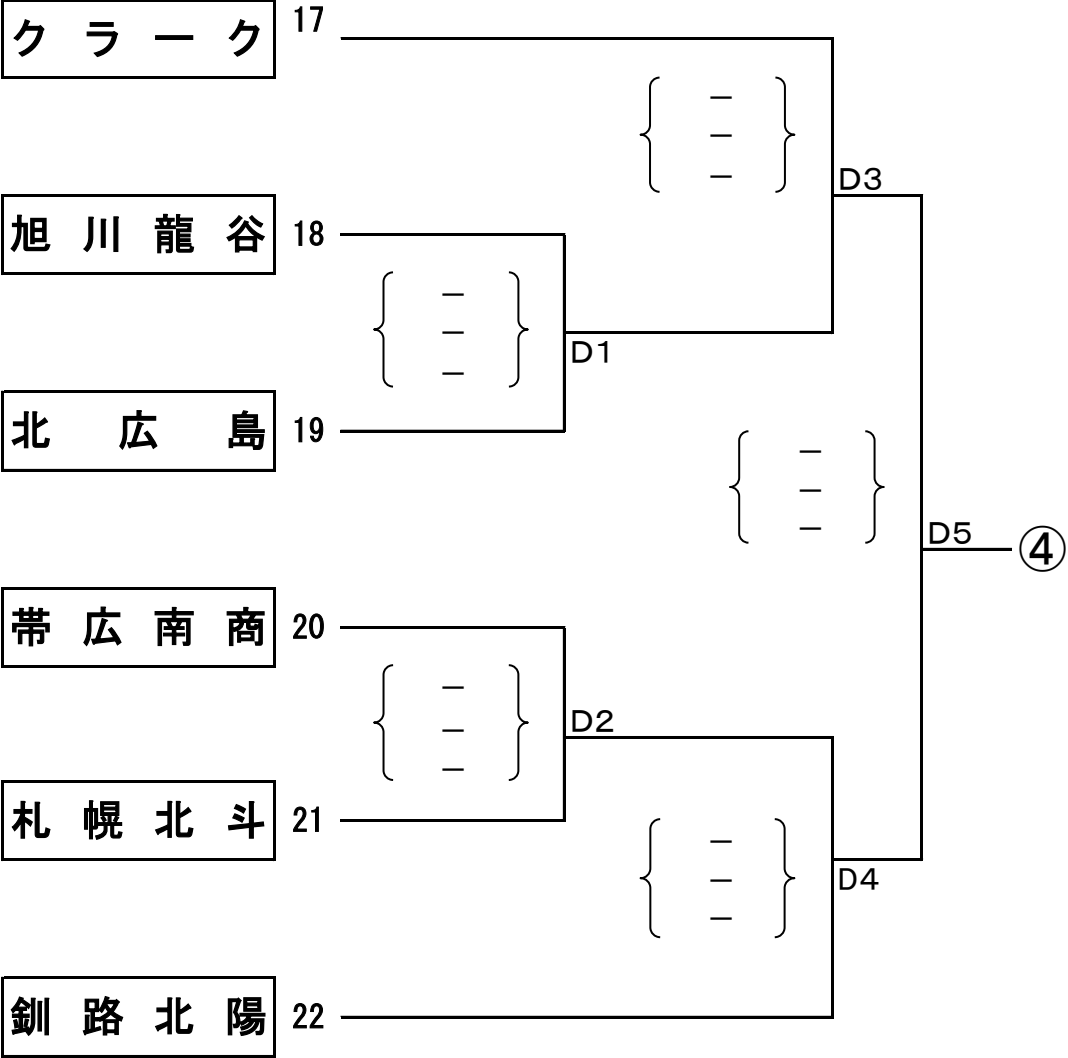 クラーク 17
D3
旭川龍谷 18
D1
北広島 19
D5 ④
帯広南商 20
D2
札幌北斗 21
D4
釧路北陽 22